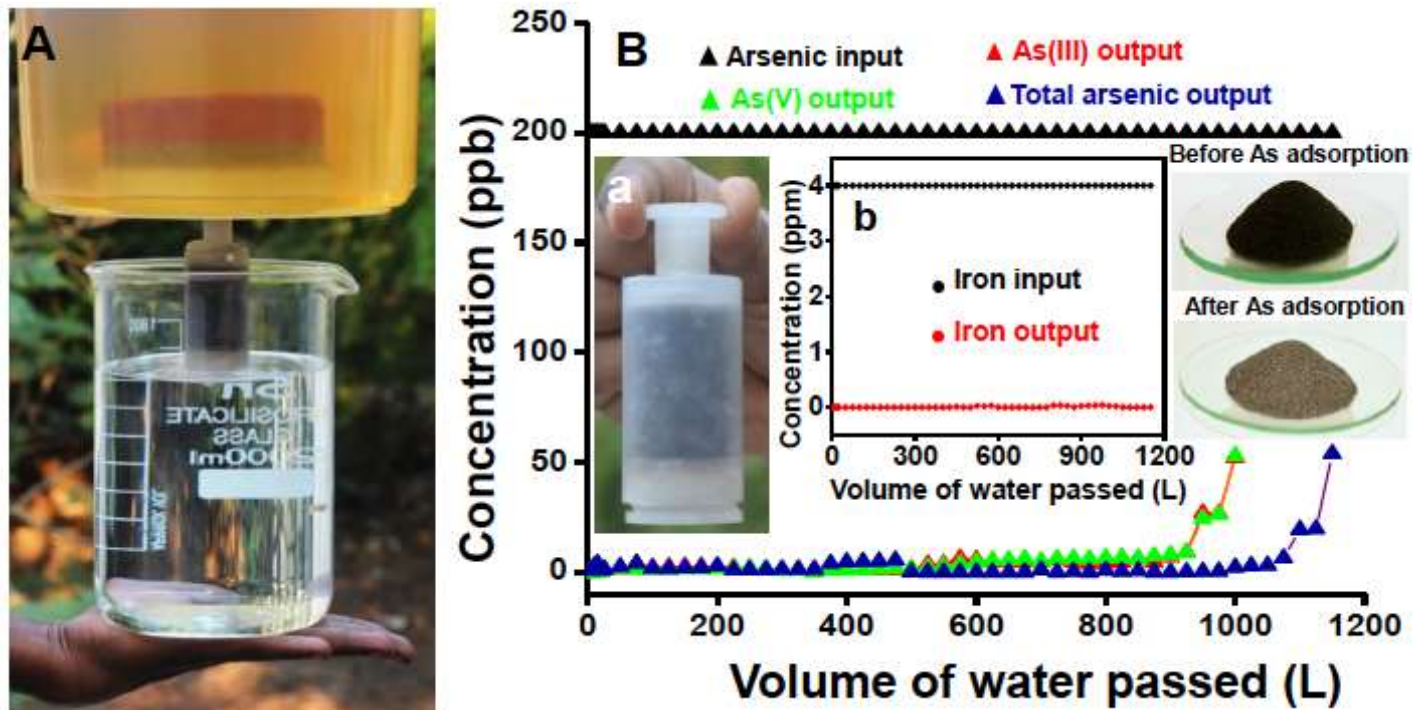 A
B
Arsenic input
As(III) output
As(V) output
Total arsenic output
Concentration (ppb)
250
200
150
100
50
0
0
200
400
600
800
1000
1200
Volume of water passed (L)
a
b
Concentration (ppm)
4
3
2
4
0
Iron input
Iron output
0
300
600
900
1200
Volume of water passed (L)
Before As adsorption
After As adsorption
OSILICATE
GLASS